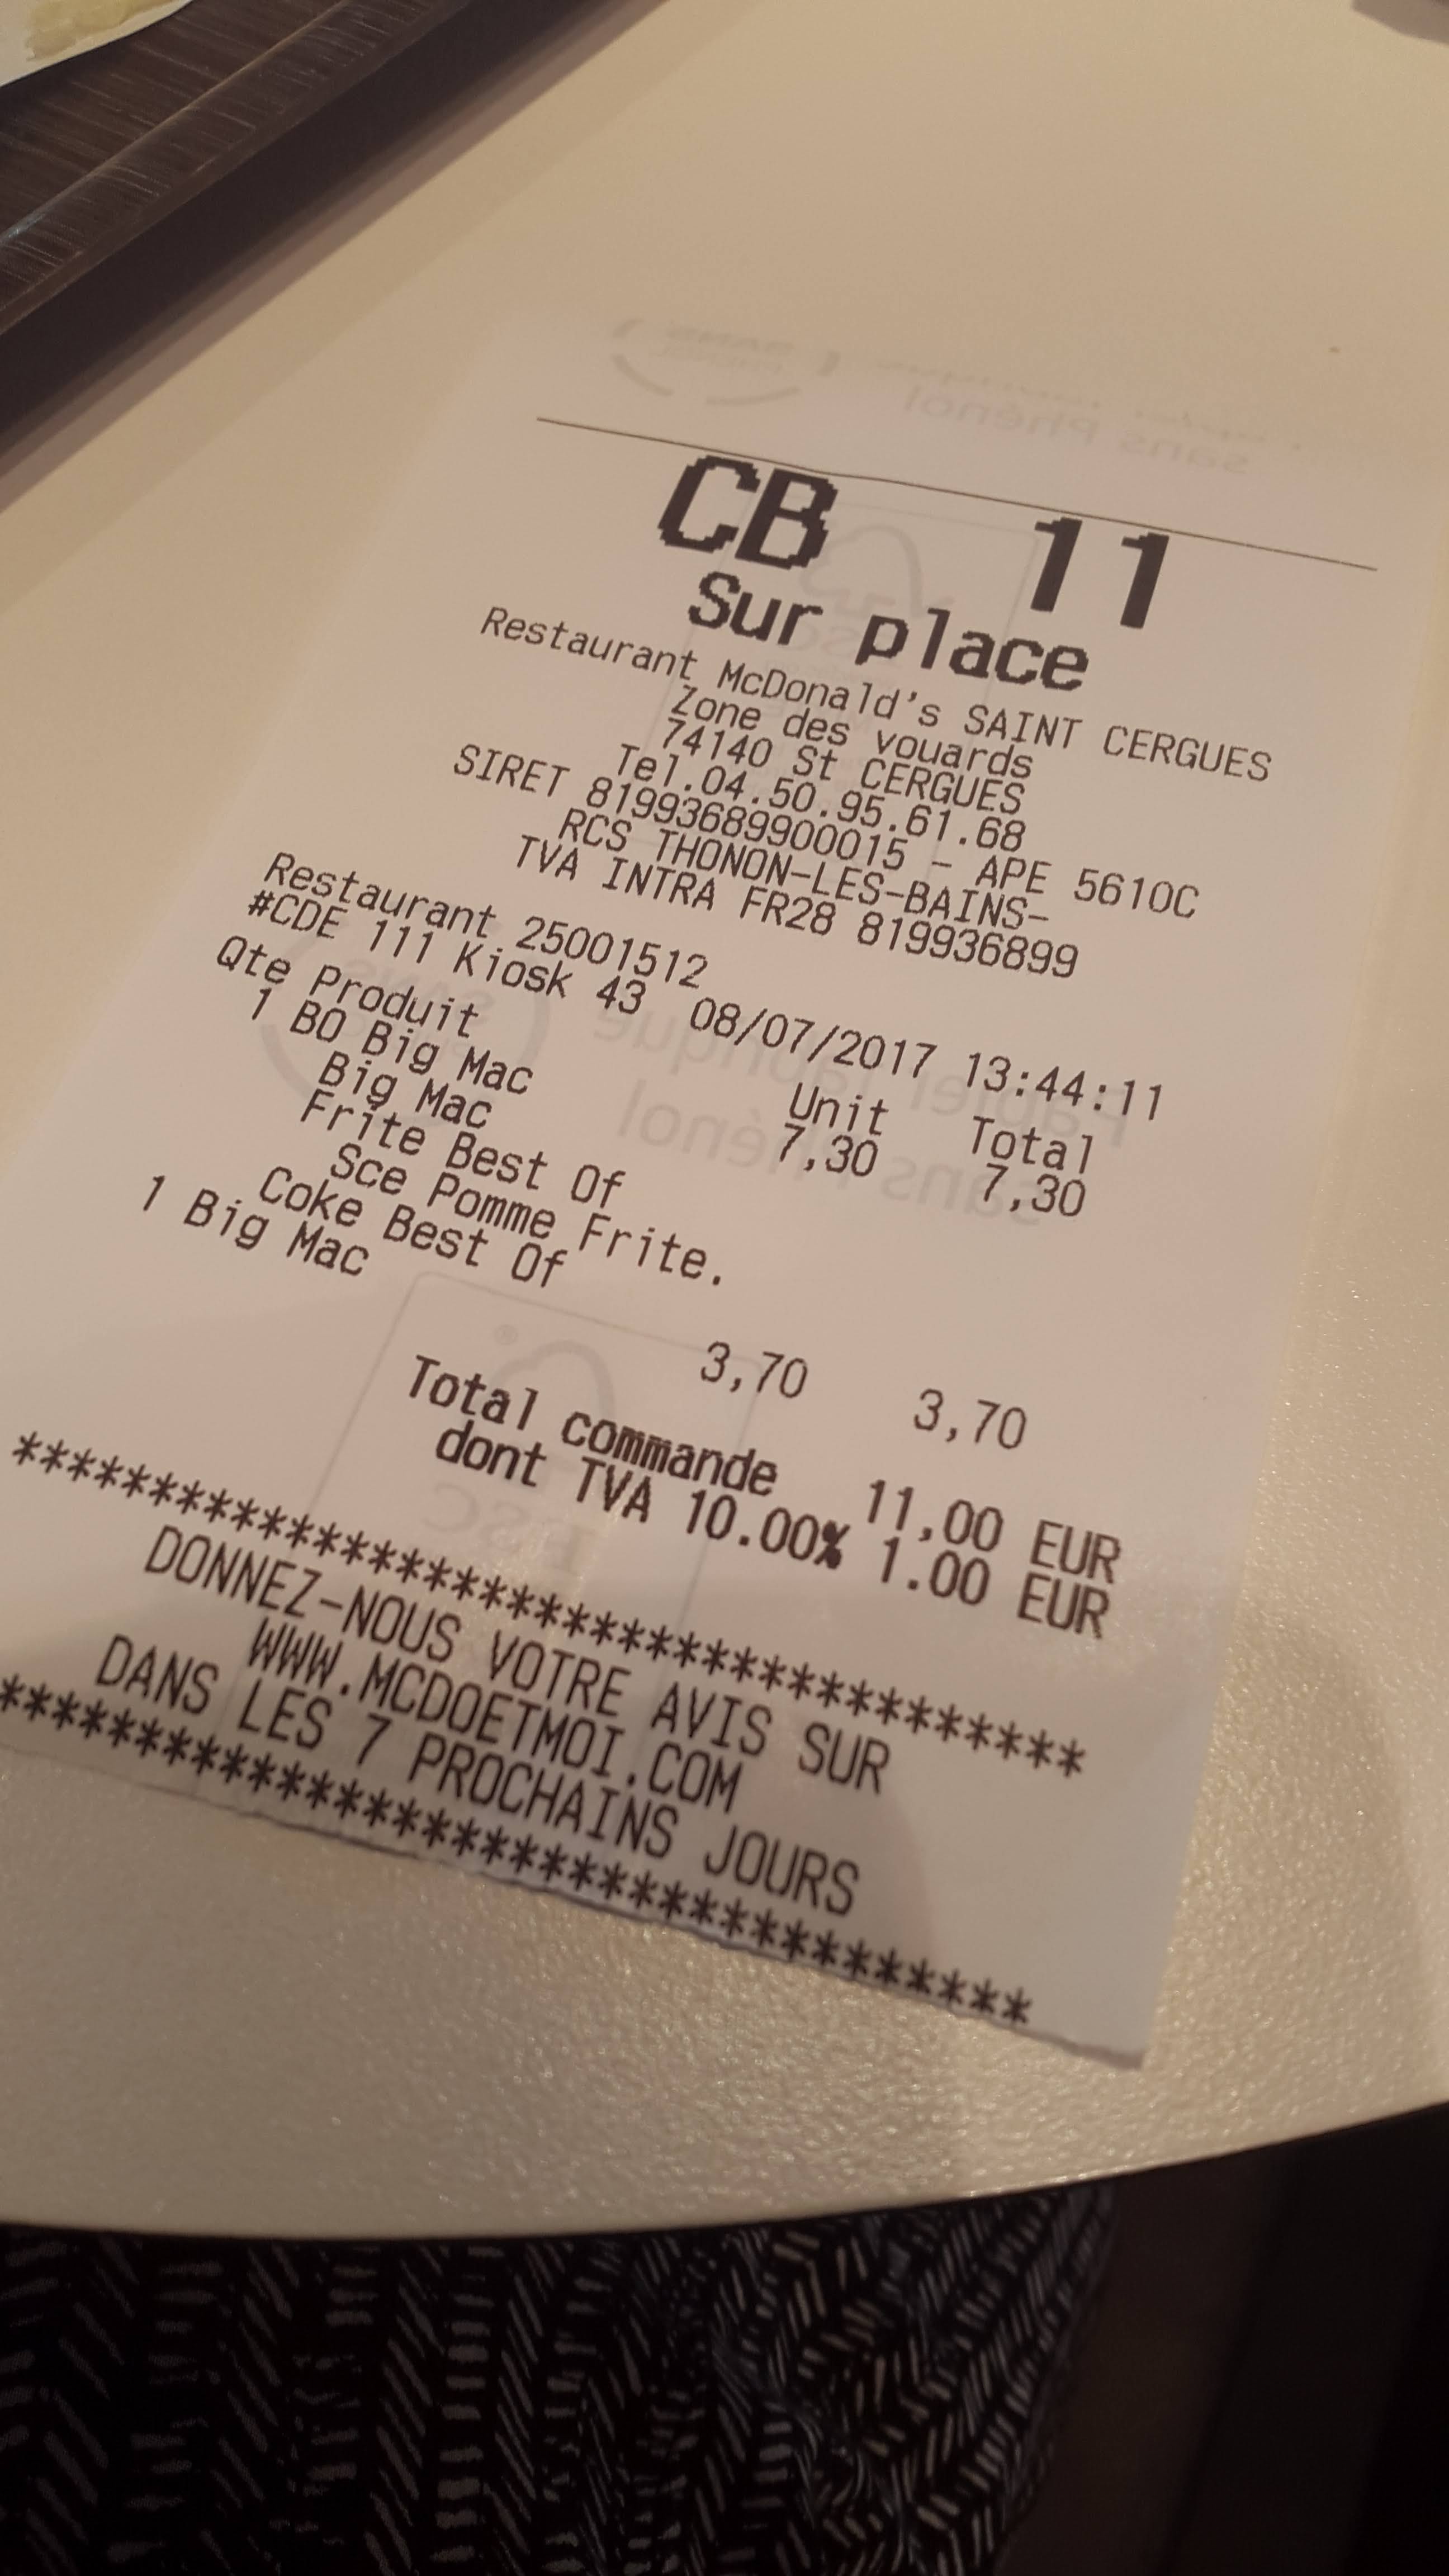 CB 11
Sur place
Restaurant McDonald's SAINT CERGUES
Zone des vouards
74140 St CERGUES
Tel.04.50.95.61.68
SIRET 81993689900015 - APE 5610C
RCS THONON-LES-BAINS-
TVA INTRA FR28 819936899
Restaurant 25001512
#CDE 111 Kiosk 43 08/07/2017 13:44:11
Qte Produit Unit Total
1 BO Big Mac 7,30 7,30
Big Mac
Frite Best Of
Sce Pomme Frite.
Coke Best Of
1 Big Mac 3,70 3,70
Total commande 11,00 EUR
dont TVA 10.00% 1.00 EUR
****************************************
DONNEZ-NOUS VOTRE AVIS SUR
WWW.MCDOETMOI.COM
DANS LES 7 PROCHAINS JOURS
****************************************